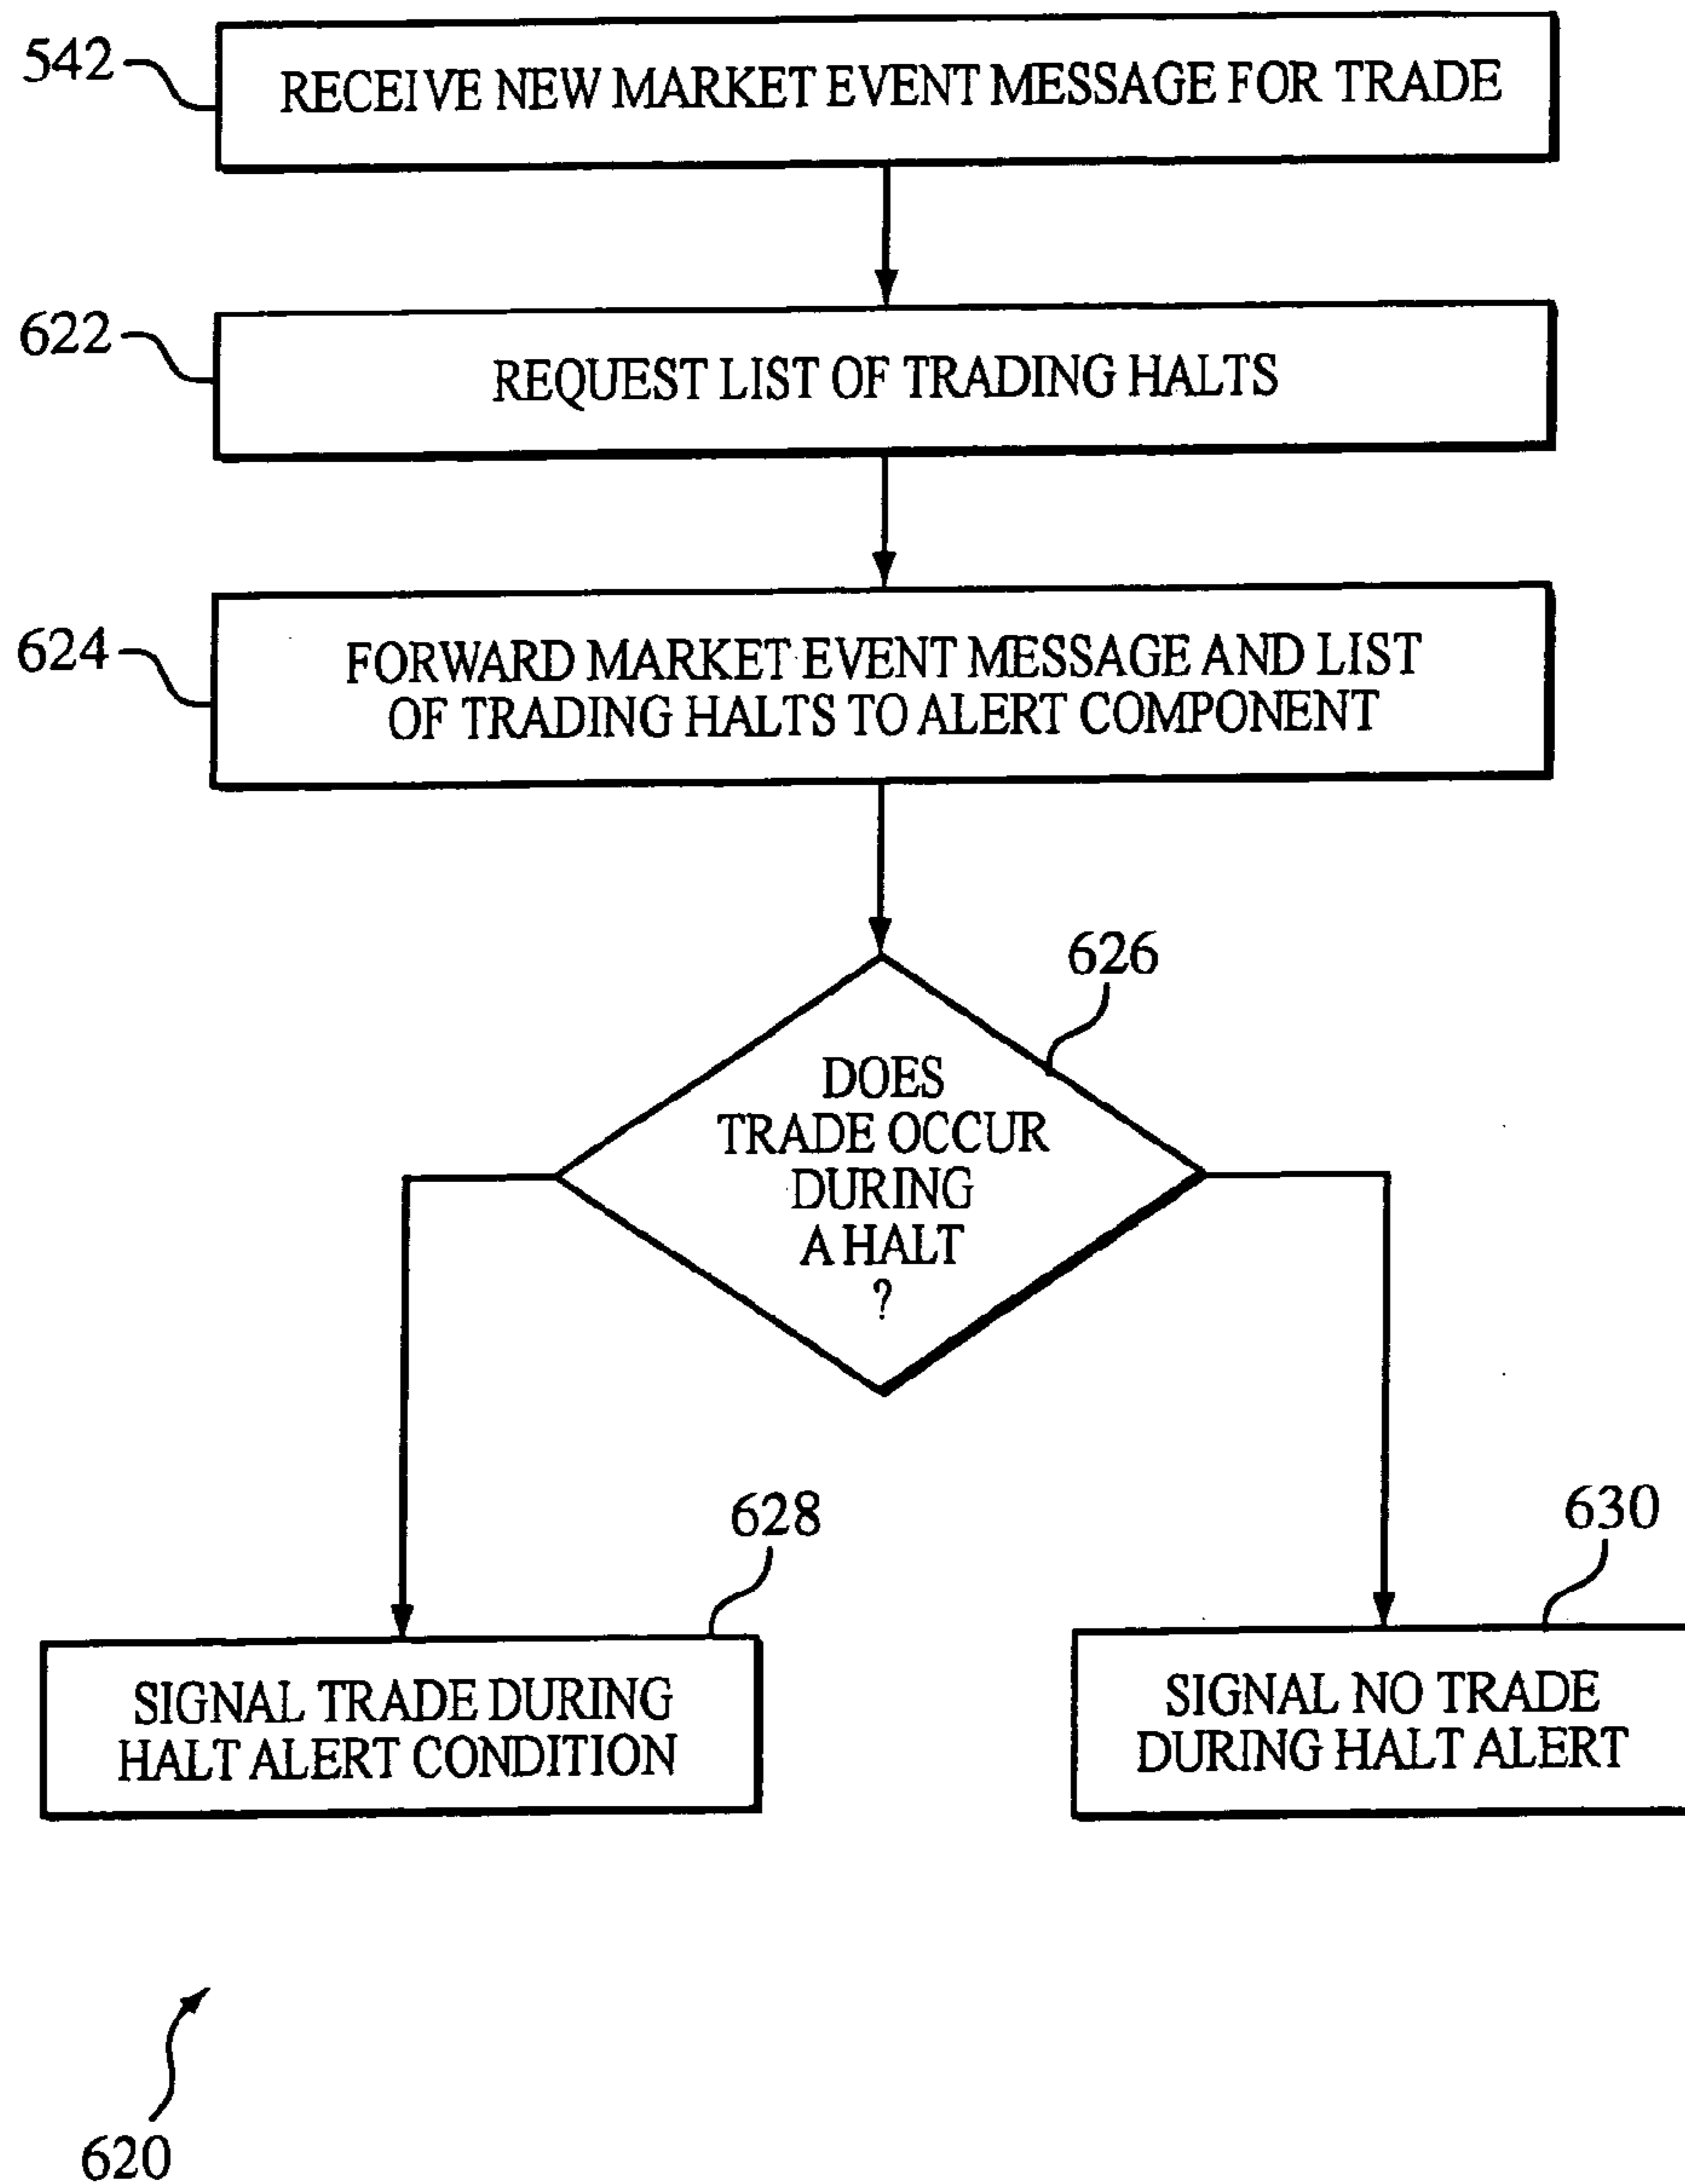 542
RECEIVE NEW MARKET EVENT MESSAGE FOR TRADE
622
REQUEST LIST OF TRADING HALTS
624
FORWARD MARKET EVENT MESSAGE AND LIST
OF TRADING HALTS TO ALERT COMPONENT
626
DOES
TRADE OCCUR
DURING
A HALT
?
628
SIGNAL TRADE DURING
HALT ALERT CONDITION
630
SIGNAL NO TRADE
DURING HALT ALERT
620